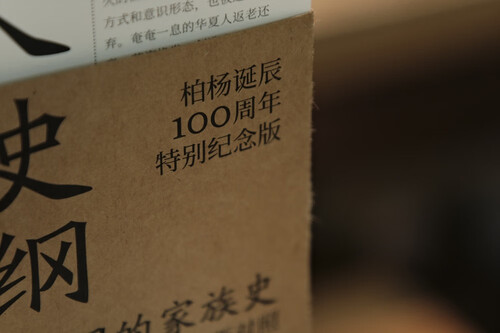 方式和意识形态，也
存。奄奄一息的华夏人返老还
人
柏杨诞辰
100周年
特别纪念版
史
纲
的家族史